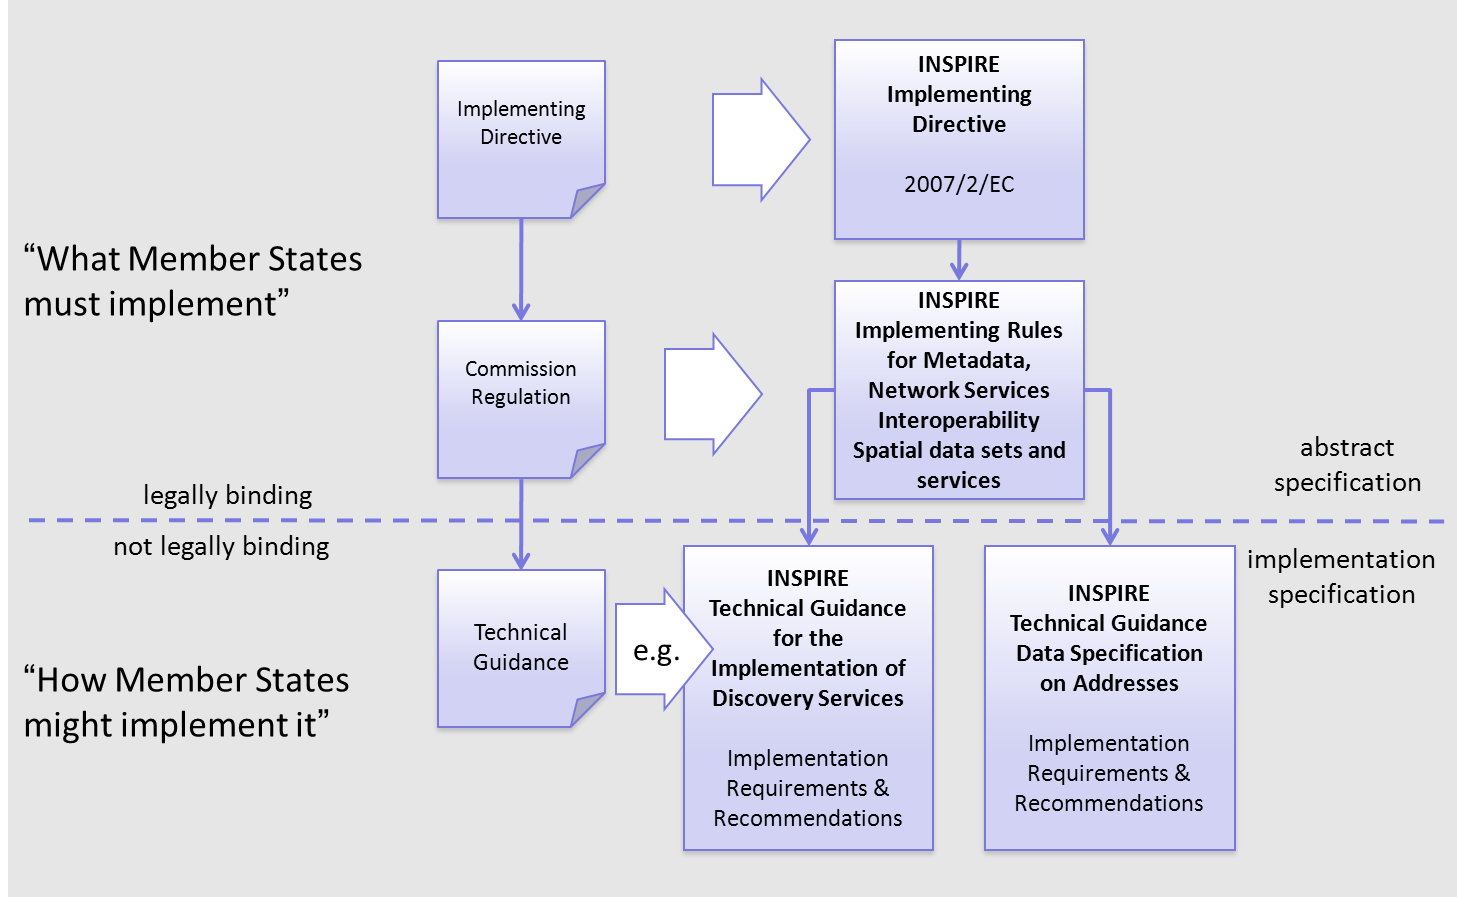 Implementing
Directive
INSPIRE
Implementing
Directive
2007/2/EC
“What Member States
must implement”
Commission
Regulation
INSPIRE
Implementing Rules
for Metadata,
Network Services
Interoperability
Spatial data sets and
services
abstract
specification
legally binding
not legally binding
implementation
specification
“How Member States
might implement it”
Technical
Guidance
e.g.
INSPIRE
Technical Guidance
for the
Implementation of
Discovery Services
Implementation
Requirements &
Recommendations
INSPIRE
Technical Guidance
Data Specification
on Addresses
Implementation
Requirements &
Recommendations